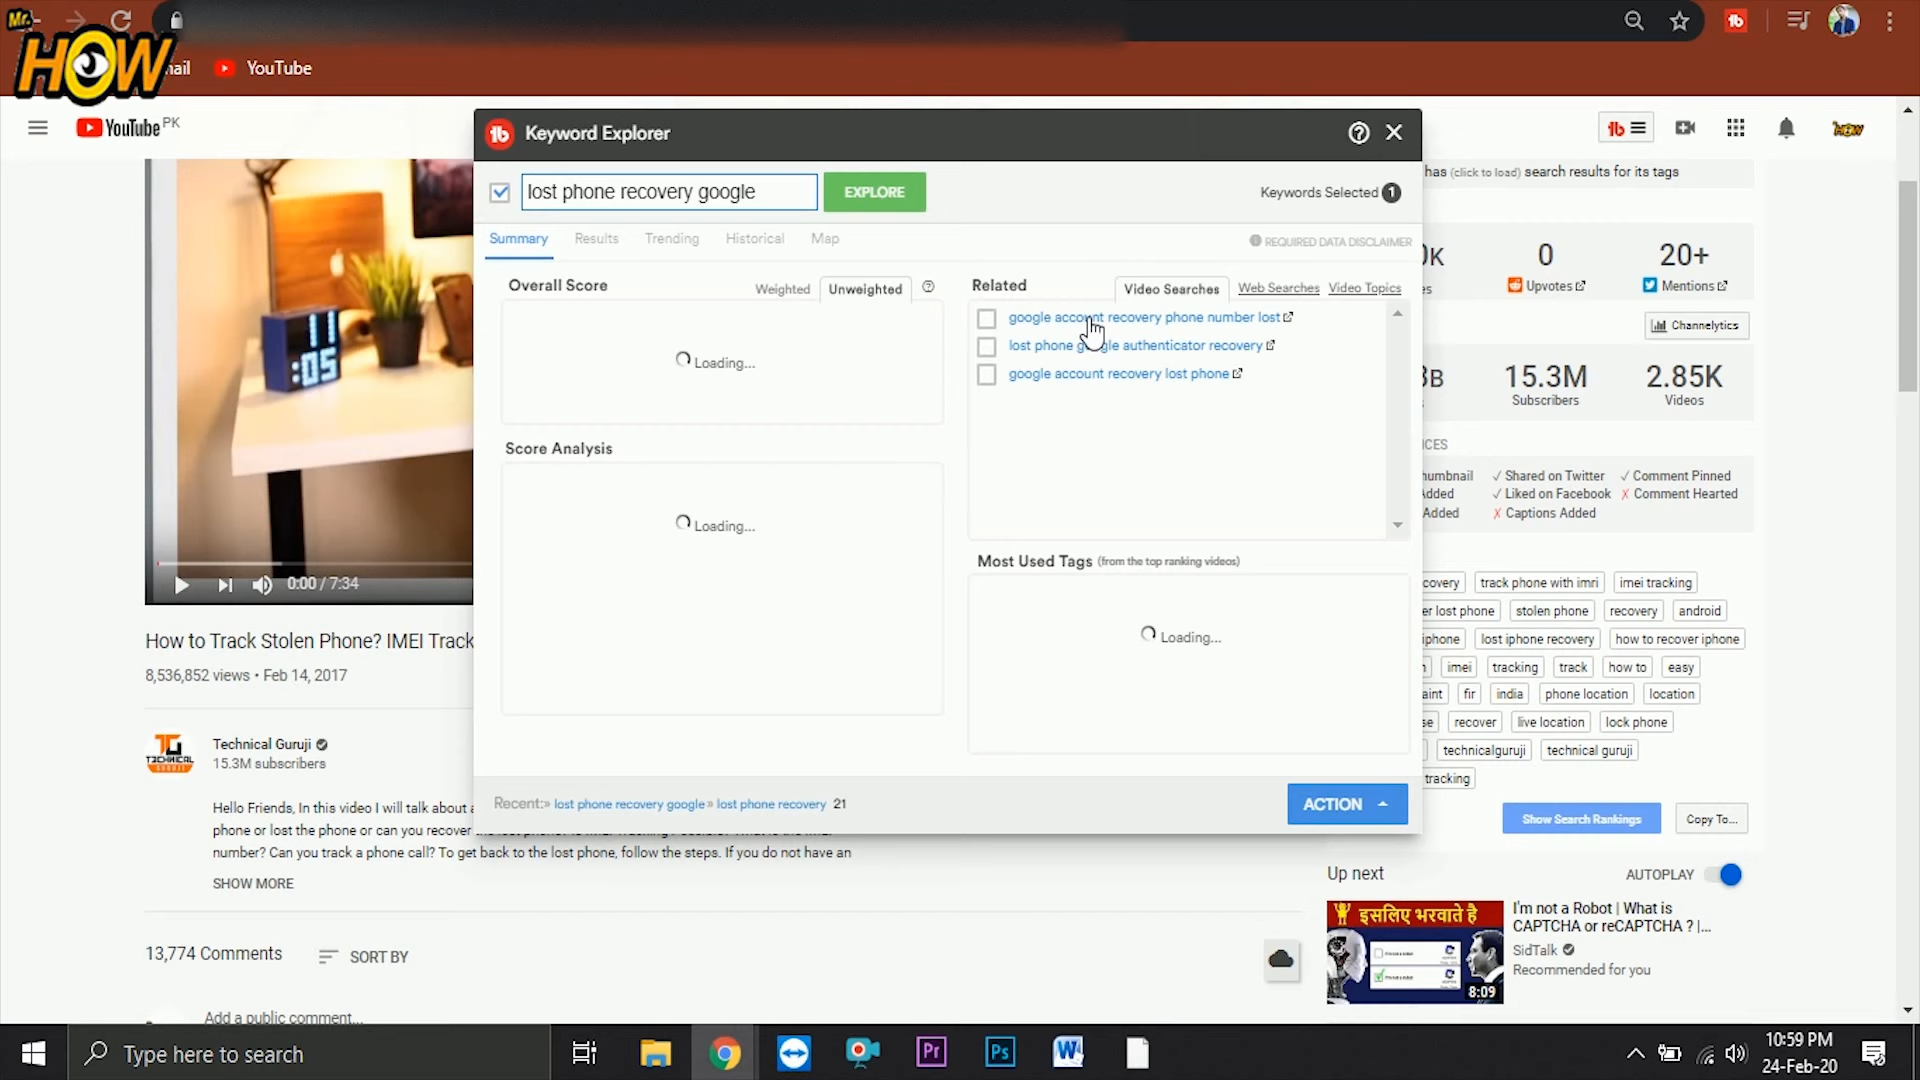 Mr.
HOW
ail
YouTube
YouTube PK
Keyword Explorer
lost phone recovery google
EXPLORE
Keywords Selected 1
Summary
Results
Trending
Historical
Map
REQUIRED DATA DISCLAIMER
Overall Score
Weighted
Unweighted
Loading...
Score Analysis
Loading...
Related
Video Searches
Web Searches
Video Topics
google account recovery phone number lost
lost phone google authenticator recovery
google account recovery lost phone
Most Used Tags (from the top ranking videos)
Loading...
Recent:» lost phone recovery google » lost phone recovery 21
ACTION
has (click to load) search results for its tags
0
20+
Upvotes
Mentions
Channelytics
15.3M
2.85K
Subscribers
Videos
ICES
Shared on Twitter
Comment Pinned
Liked on Facebook
Comment Hearted
Added
Captions Added
track phone with imri
imei tracking
er lost phone
stolen phone
recovery
android
iphone
lost iphone recovery
how to recover iphone
imei
tracking
track
how to
easy
fir
india
phone location
location
recover
live location
lock phone
technicalguruji
technical guruji
tracking
Show Search Rankings
Copy To...
11
:05
0:00 / 7:34
How to Track Stolen Phone? IMEI Track
8,536,852 views • Feb 14, 2017
TG
TECHNICAL
GURUJI
Technical Guruji
15.3M subscribers
Hello Friends, In this video I will talk about a
number? Can you track a phone call? To get back to the lost phone, follow the steps. If you do not have an
SHOW MORE
13,774 Comments
SORT BY
Add a public comment...
Up next
AUTOPLAY
इसलिए भरवाते है
8:09
I'm not a Robot | What is
CAPTCHA or reCAPTCHA ? |...
SidTalk
Recommended for you
Type here to search
Pr
Ps
W
10:59 PM
24-Feb-20